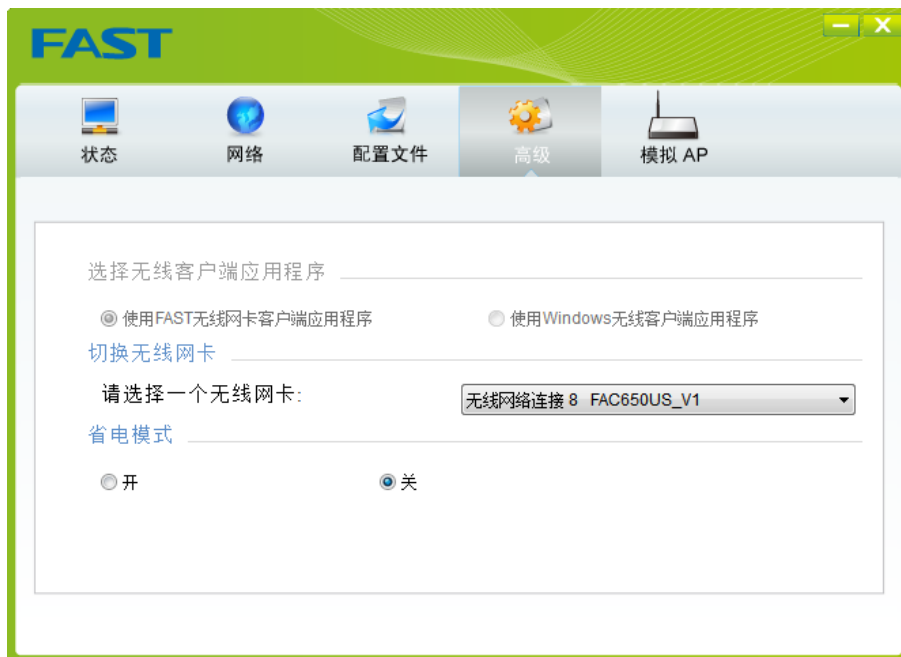 FAST
状态 网络 配置文件 高级 模拟 AP
选择无线客户端应用程序
使用FAST无线网卡客户端应用程序 使用Windows无线客户端应用程序
切换无线网卡
请选择一个无线网卡: 无线网络连接 8 FAC650US_V1
省电模式
开 关